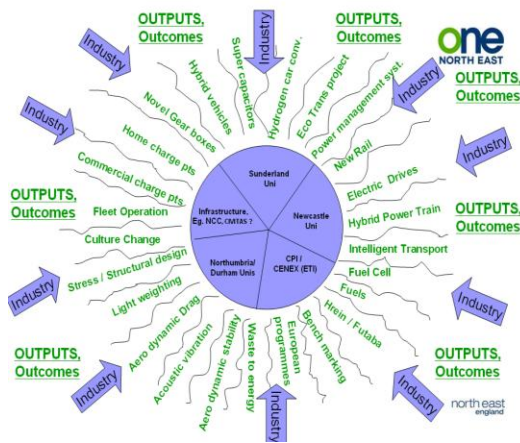 OUTPUTS,
Outcomes
OUTPUTS,
Outcomes
one
NORTH EAST
OUTPUTS,
Outcomes
OUTPUTS,
Outcomes
OUTPUTS,
Outcomes
OUTPUTS,
Outcomes
OUTPUTS,
Outcomes
Industry
Industry
Industry
Industry
Industry
Industry
Industry
Industry
Industry
Industry
Commercial charge pts.
Home charge pts
Novel Gear boxes
Hybrid vehicles
Super capacitors
Hydrogen car conv.
Eco Trans project
Power management syst.
New Rail
Electric Drives
Hybrid Power Train
Intelligent Transport
Fuel Cell
Fuels
Hrein / Futaba
Bench marking
European
programmes
Waste to energy
Aero dynamic stability
Acoustic vibration
Aero dynamic Drag
Light weighting
Stress / Structural design
Culture Change
Fleet Operation
Sunderland
Uni
Newcastle
Uni
CPI /
CENEX (ETI)
Northumbria/
Durham Unis
Infrastructure,
Eg. NCC, CIVITAS ?
north east
england